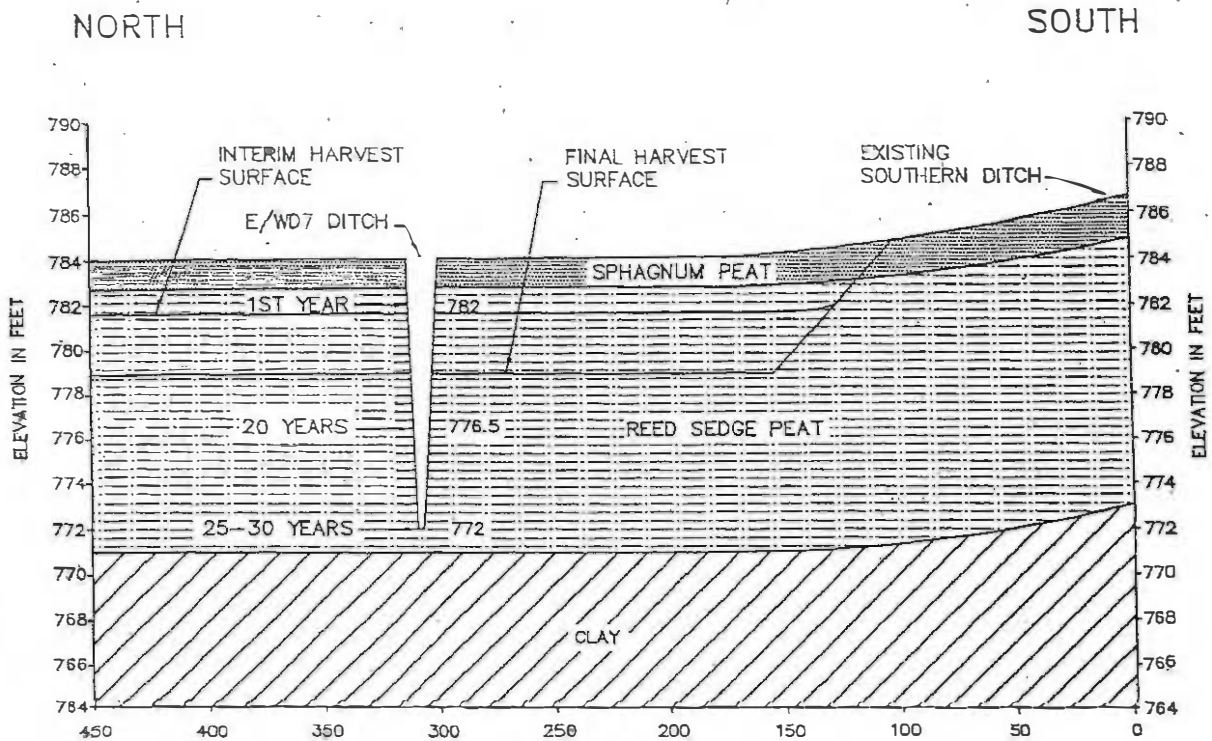 NORTH
SOUTH
INTERIM HARVEST
SURFACE
E/WD7 DITCH
FINAL HARVEST
SURFACE
EXISTING
SOUTHERN DITCH
790
788
786
784
782
780
778
776
774
772
770
768
766
764
ELEVATION IN FEET
SPHAGNUM PEAT
1ST YEAR
782
20 YEARS
776.5
REED SEDGE PEAT
25-30 YEARS
772
CLAY
790
788
786
784
782
780
778
776
774
772
770
768
766
764
ELEVATION IN FEET
450
400
350
300
250
200
150
100
50
0